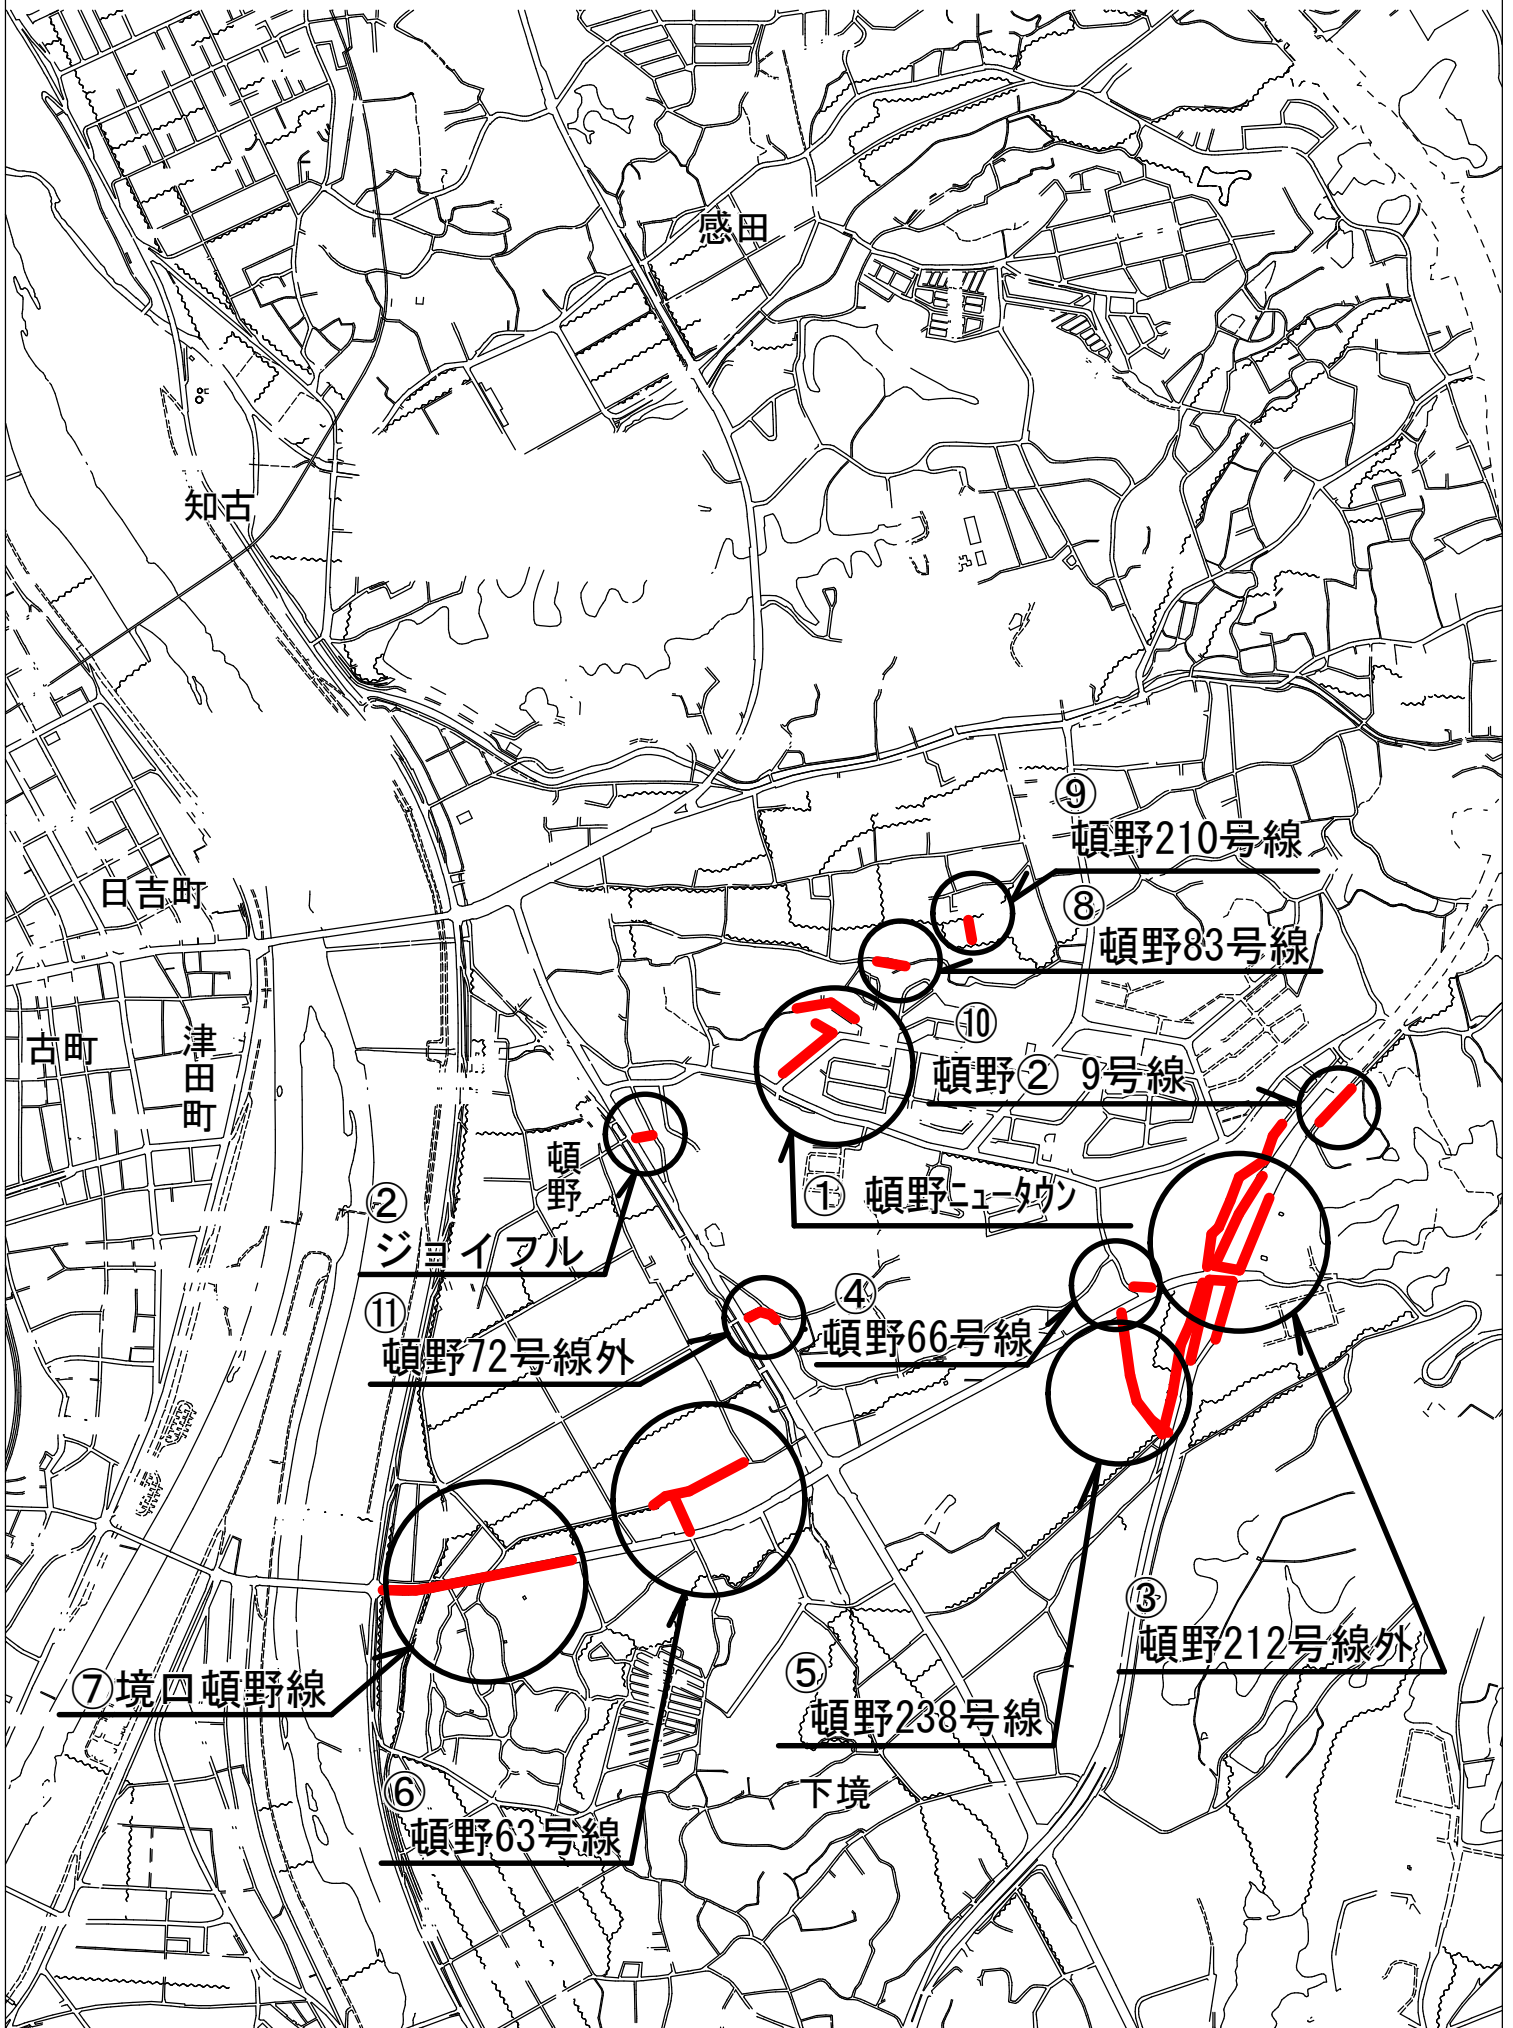 感田
知古
⑨
頓野210号線
日吉町
⑧
頓野83号線
⑩
古町
津田町
頓野② 9号線
頓野
① 頓野ニュータウン
②
ジョイフル
④
頓野66号線
⑪
頓野72号線外
③
頓野212号線外
⑤
頓野238号線
⑦境口頓野線
下境
⑥
頓野63号線